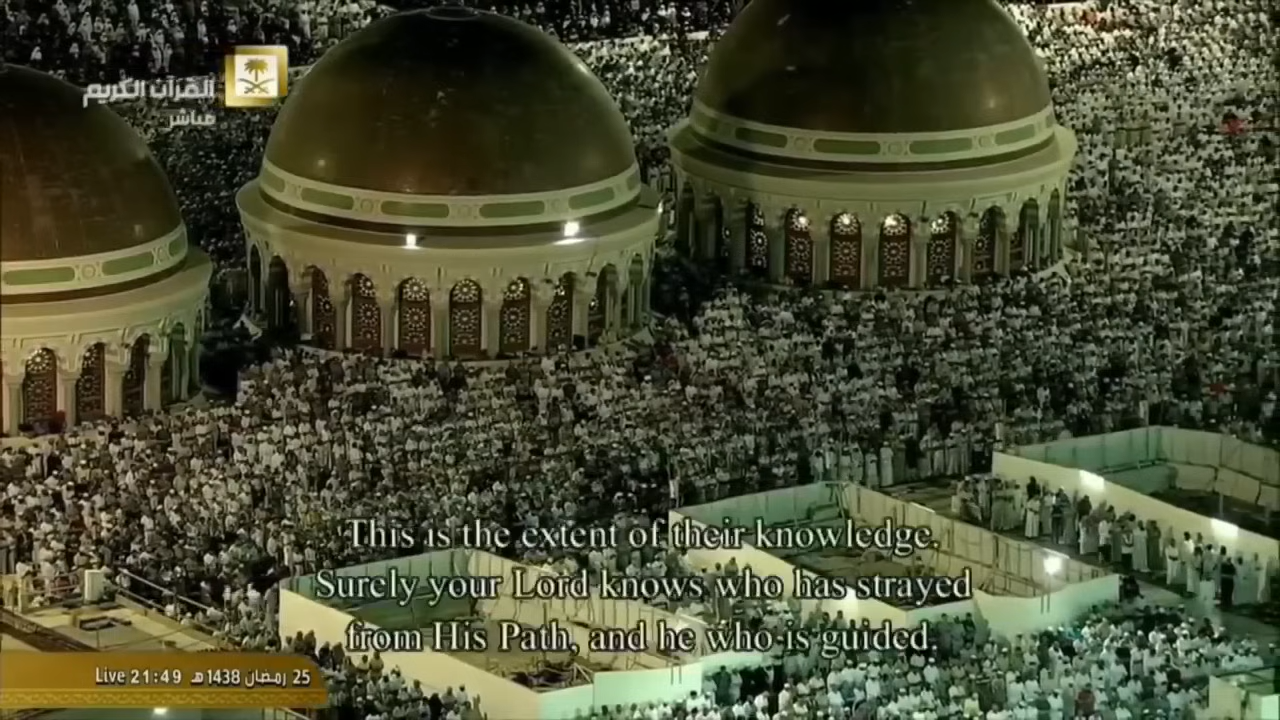 القرآن الكريم
مباشر
This is the extent of their knowledge.
Surely your Lord knows who has strayed
from His Path, and he who is guided.
Live 21:49 25 رمضان 1438هـ